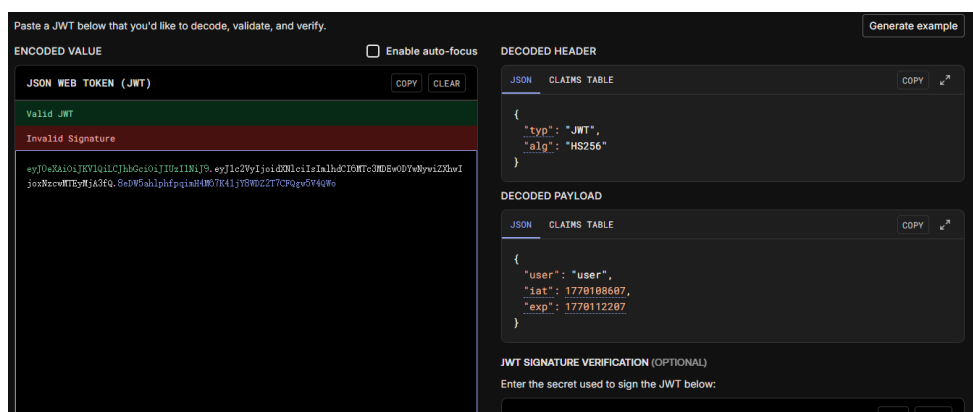 Paste a JWT below that you'd like to decode, validate, and verify.
Generate example
ENCODED VALUE
Enable auto-focus
JSON WEB TOKEN (JWT)
COPY
CLEAR
Valid JWT
Invalid Signature
DECODED HEADER
JSON
CLAIMS TABLE
COPY
{
"typ": "JWT",
"alg": "HS256"
}
DECODED PAYLOAD
JSON
CLAIMS TABLE
COPY
{
"user": "user",
"iat": 1770108607,
"exp": 1770112207
}
JWT SIGNATURE VERIFICATION (OPTIONAL)
Enter the secret used to sign the JWT below: